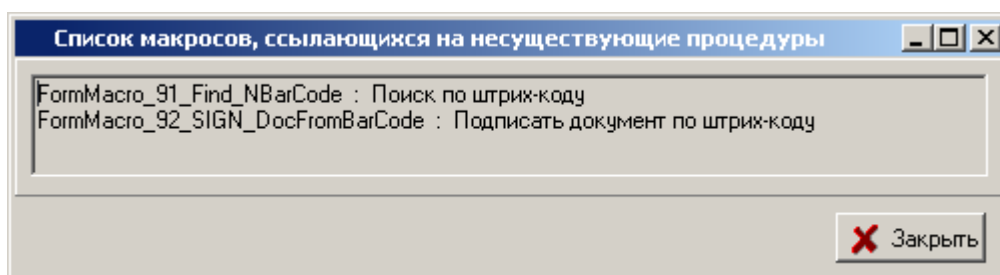 Список макросов, ссылающихся на несуществующие процедуры
FormMacro_91_Find_NBarCode : Поиск по штрих-коду
FormMacro_92_SIGN_DocFromBarCode : Подписать документ по штрих-коду
Закрыть